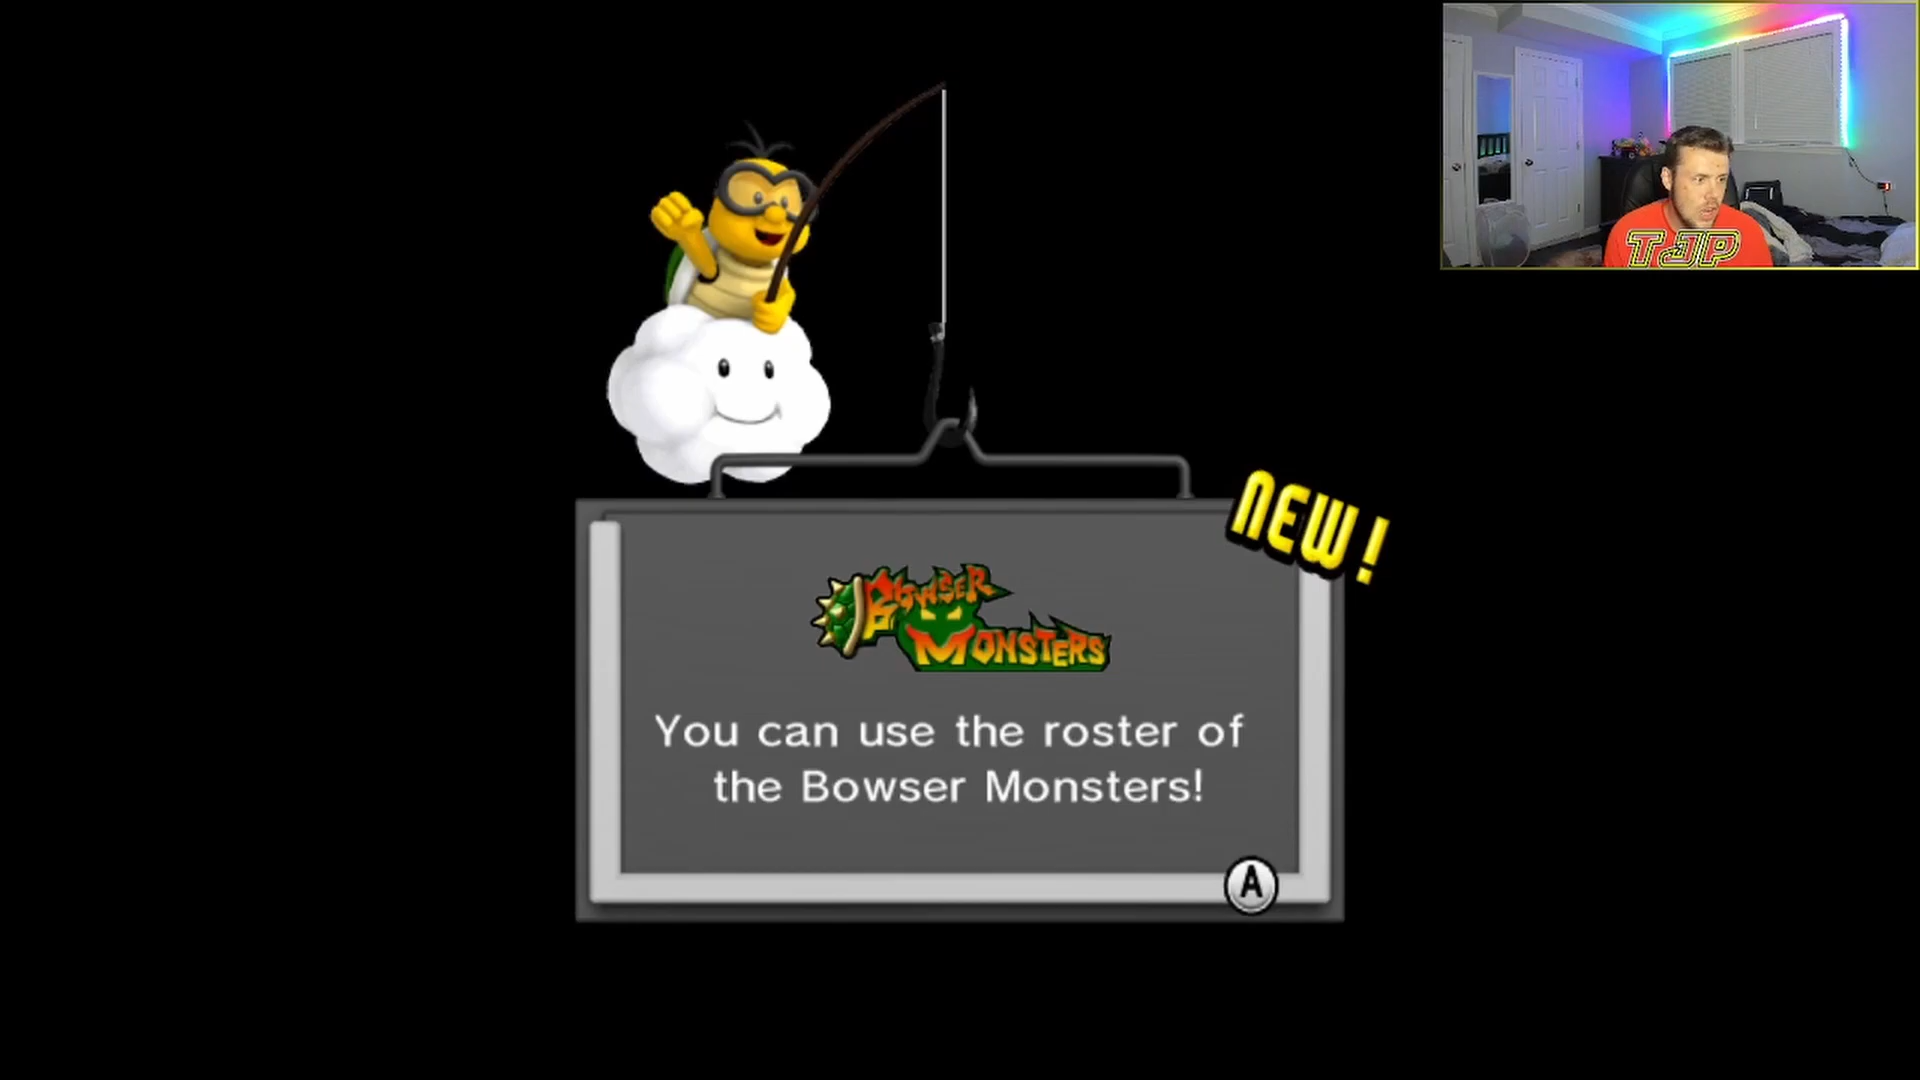 TJP
NEW!
BOWSER
MONSTERS
You can use the roster of
the Bowser Monsters!
A